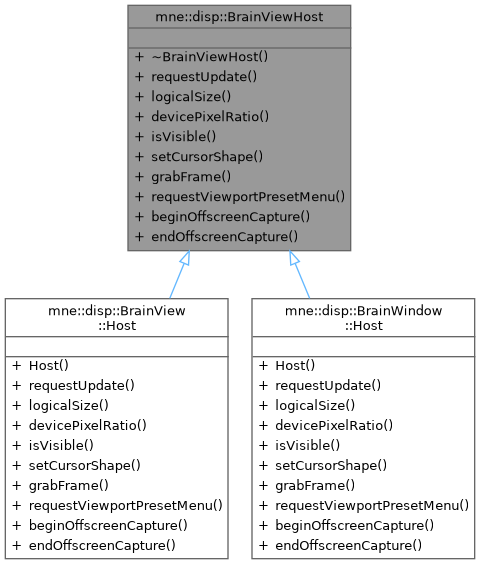 mne::disp::BrainViewHost
+ ~BrainViewHost()
+ requestUpdate()
+ logicalSize()
+ devicePixelRatio()
+ isVisible()
+ setCursorShape()
+ grabFrame()
+ requestViewportPresetMenu()
+ beginOffscreenCapture()
+ endOffscreenCapture()
mne::disp::BrainView
::Host
+ Host()
+ requestUpdate()
+ logicalSize()
+ devicePixelRatio()
+ isVisible()
+ setCursorShape()
+ grabFrame()
+ requestViewportPresetMenu()
+ beginOffscreenCapture()
+ endOffscreenCapture()
mne::disp::BrainWindow
::Host
+ Host()
+ requestUpdate()
+ logicalSize()
+ devicePixelRatio()
+ isVisible()
+ setCursorShape()
+ grabFrame()
+ requestViewportPresetMenu()
+ beginOffscreenCapture()
+ endOffscreenCapture()